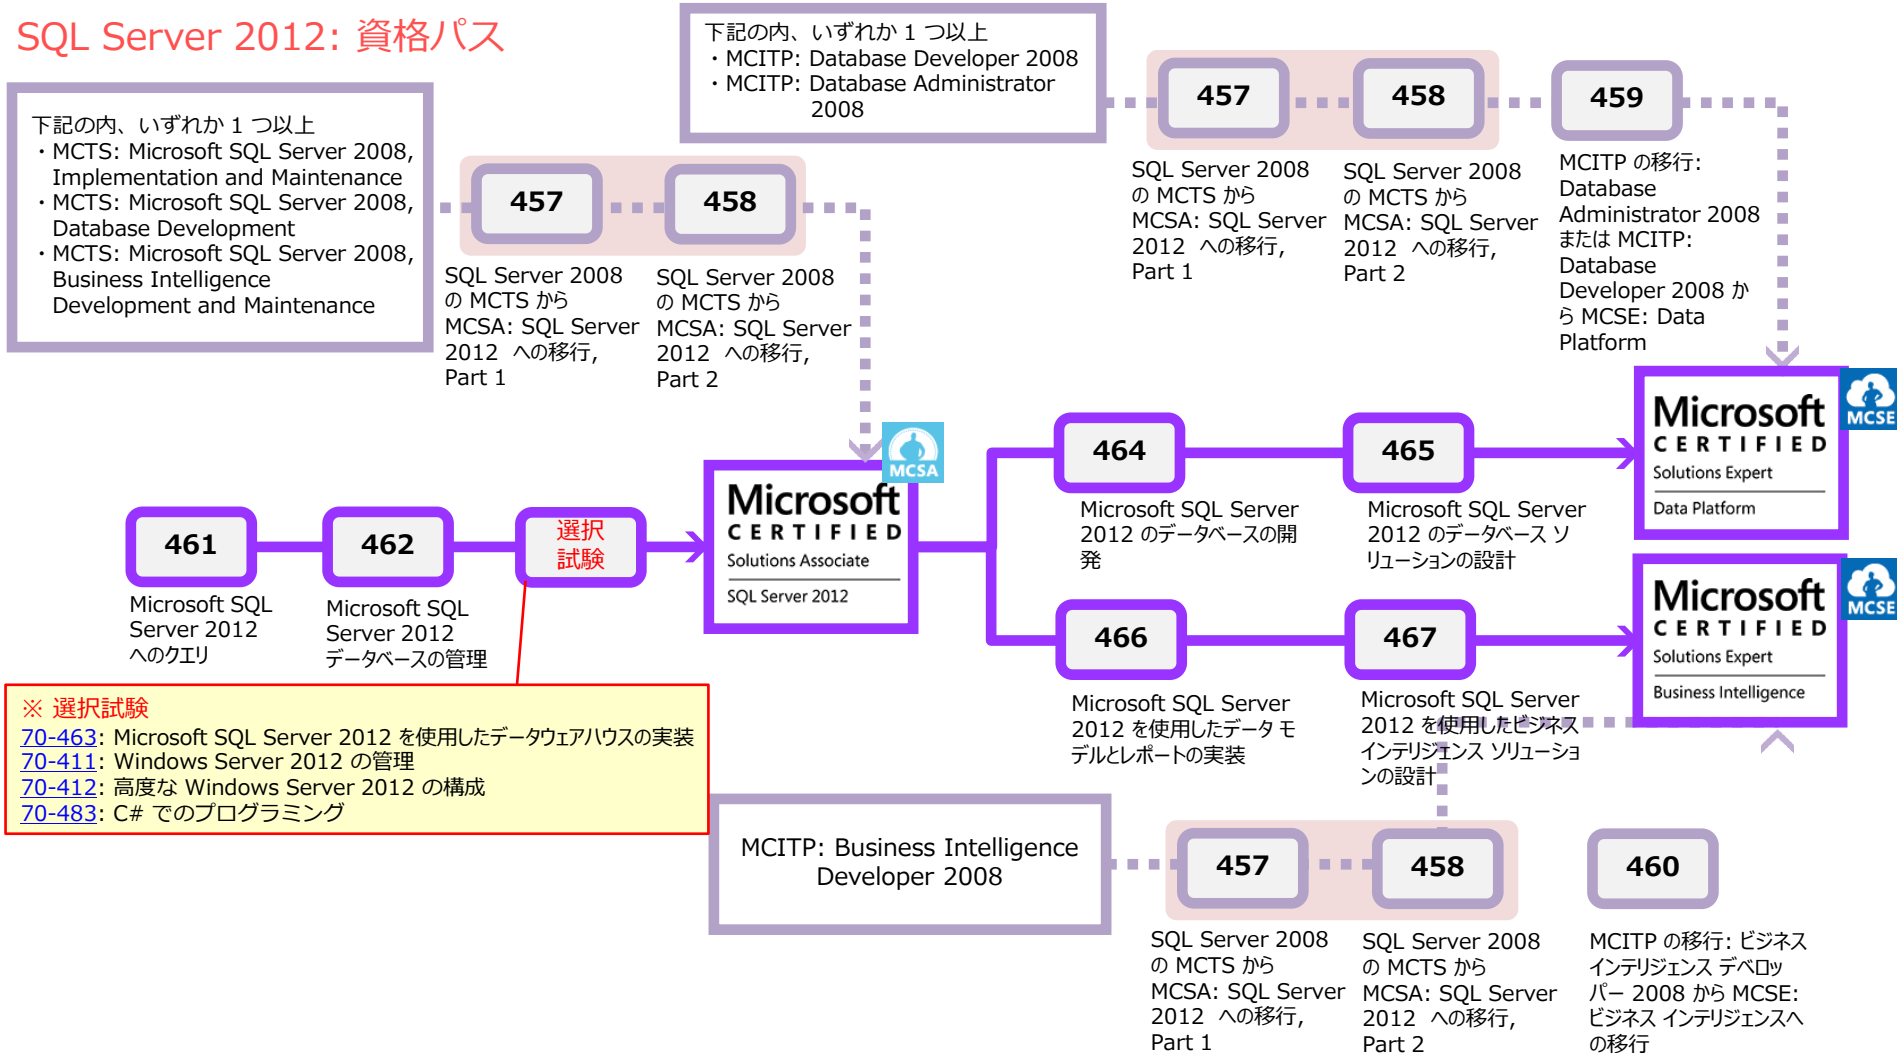 SQL Server 2012: 資格パス
下記の内、いずれか 1 つ以上
・MCITP: Database Developer 2008
・MCITP: Database Administrator
2008
457
458
459
SQL Server 2008
の MCTS から
MCSA: SQL Server
2012 への移行,
Part 1
SQL Server 2008
の MCTS から
MCSA: SQL Server
2012 への移行,
Part 2
MCITP の移行:
Database
Administrator 2008
または MCITP:
Database
Developer 2008 か
ら MCSE: Data
Platform
下記の内、いずれか 1 つ以上
・MCTS: Microsoft SQL Server 2008,
Implementation and Maintenance
・MCTS: Microsoft SQL Server 2008,
Database Development
・MCTS: Microsoft SQL Server 2008,
Business Intelligence
Development and Maintenance
457
458
SQL Server 2008
の MCTS から
MCSA: SQL Server
2012 への移行,
Part 1
SQL Server 2008
の MCTS から
MCSA: SQL Server
2012 への移行,
Part 2
461
462
選択
試験
Microsoft SQL
Server 2012
へのクエリ
Microsoft SQL
Server 2012
データベースの管理
MCSA
Microsoft
CERTIFIED
Solutions Associate
SQL Server 2012
464
465
Microsoft SQL Server
2012 のデータベースの開
発
Microsoft SQL Server
2012 のデータベース ソ
リューションの設計
MCSE
Microsoft
CERTIFIED
Solutions Expert
Data Platform
466
467
Microsoft SQL Server
2012 を使用したデータ モ
デルとレポートの実装
Microsoft SQL Server
2012 を使用したビジネス
インテリジェンス ソリューショ
ンの設計
MCSE
Microsoft
CERTIFIED
Solutions Expert
Business Intelligence
※ 選択試験
70-463: Microsoft SQL Server 2012 を使用したデータウェアハウスの実装
70-411: Windows Server 2012 の管理
70-412: 高度な Windows Server 2012 の構成
70-483: C# でのプログラミング
MCITP: Business Intelligence
Developer 2008
457
458
460
SQL Server 2008
の MCTS から
MCSA: SQL Server
2012 への移行,
Part 1
SQL Server 2008
の MCTS から
MCSA: SQL Server
2012 への移行,
Part 2
MCITP の移行: ビジネス
インテリジェンス デベロッ
パー 2008 から MCSE:
ビジネス インテリジェンスへ
の移行